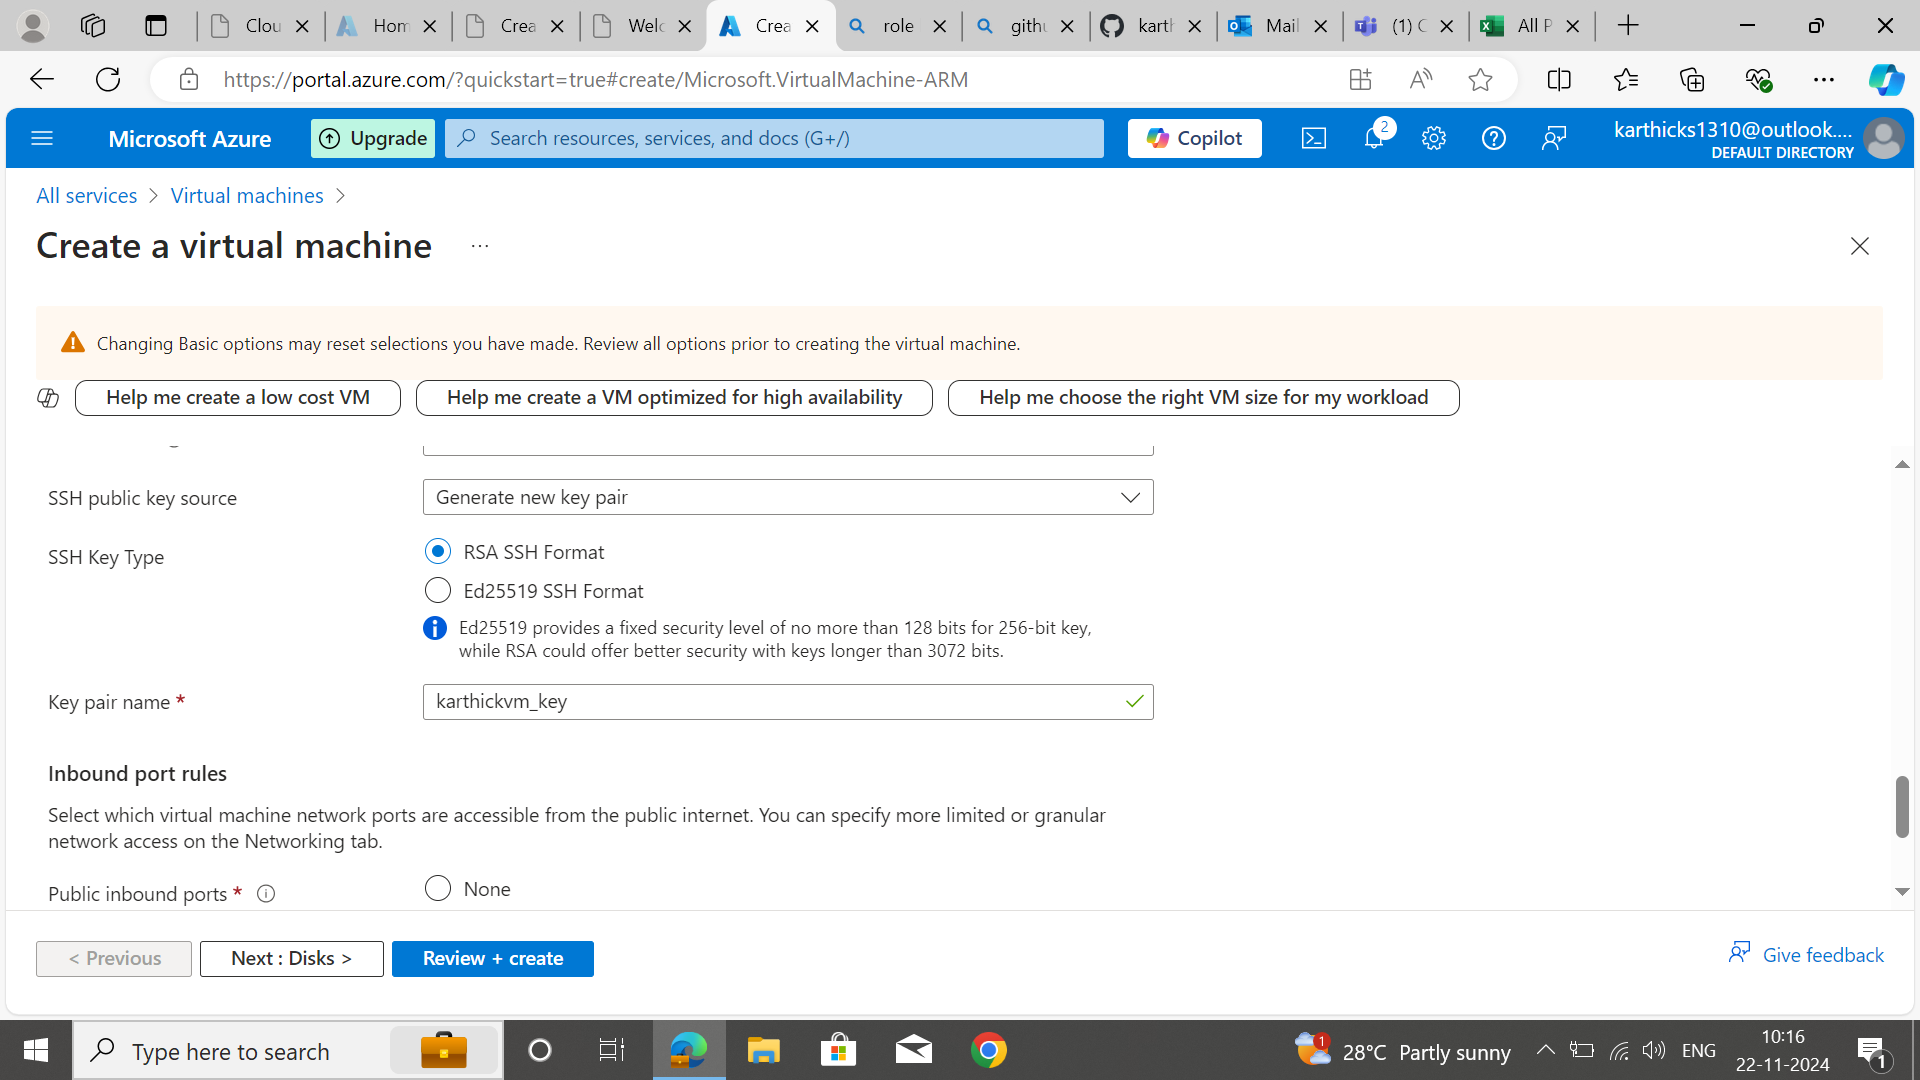 Clou
Hom
Crea
Welc
Crea
role
githu
karth
Mail
(1) C
All P
https://portal.azure.com/?quickstart=true#create/Microsoft.VirtualMachine-ARM
Microsoft Azure
Upgrade
Search resources, services, and docs (G+/)
Copilot
2
karthicks1310@outlook....
DEFAULT DIRECTORY
All services > Virtual machines >
Create a virtual machine ...
Changing Basic options may reset selections you have made. Review all options prior to creating the virtual machine.
Help me create a low cost VM
Help me create a VM optimized for high availability
Help me choose the right VM size for my workload
SSH public key source
Generate new key pair
SSH Key Type
RSA SSH Format
Ed25519 SSH Format
Ed25519 provides a fixed security level of no more than 128 bits for 256-bit key,
while RSA could offer better security with keys longer than 3072 bits.
Key pair name *
karthickvm_key
Inbound port rules
Select which virtual machine network ports are accessible from the public internet. You can specify more limited or granular
network access on the Networking tab.
Public inbound ports *
None
< Previous
Next : Disks >
Review + create
Give feedback
Type here to search
1
28°C Partly sunny
ENG
10:16
22-11-2024
1